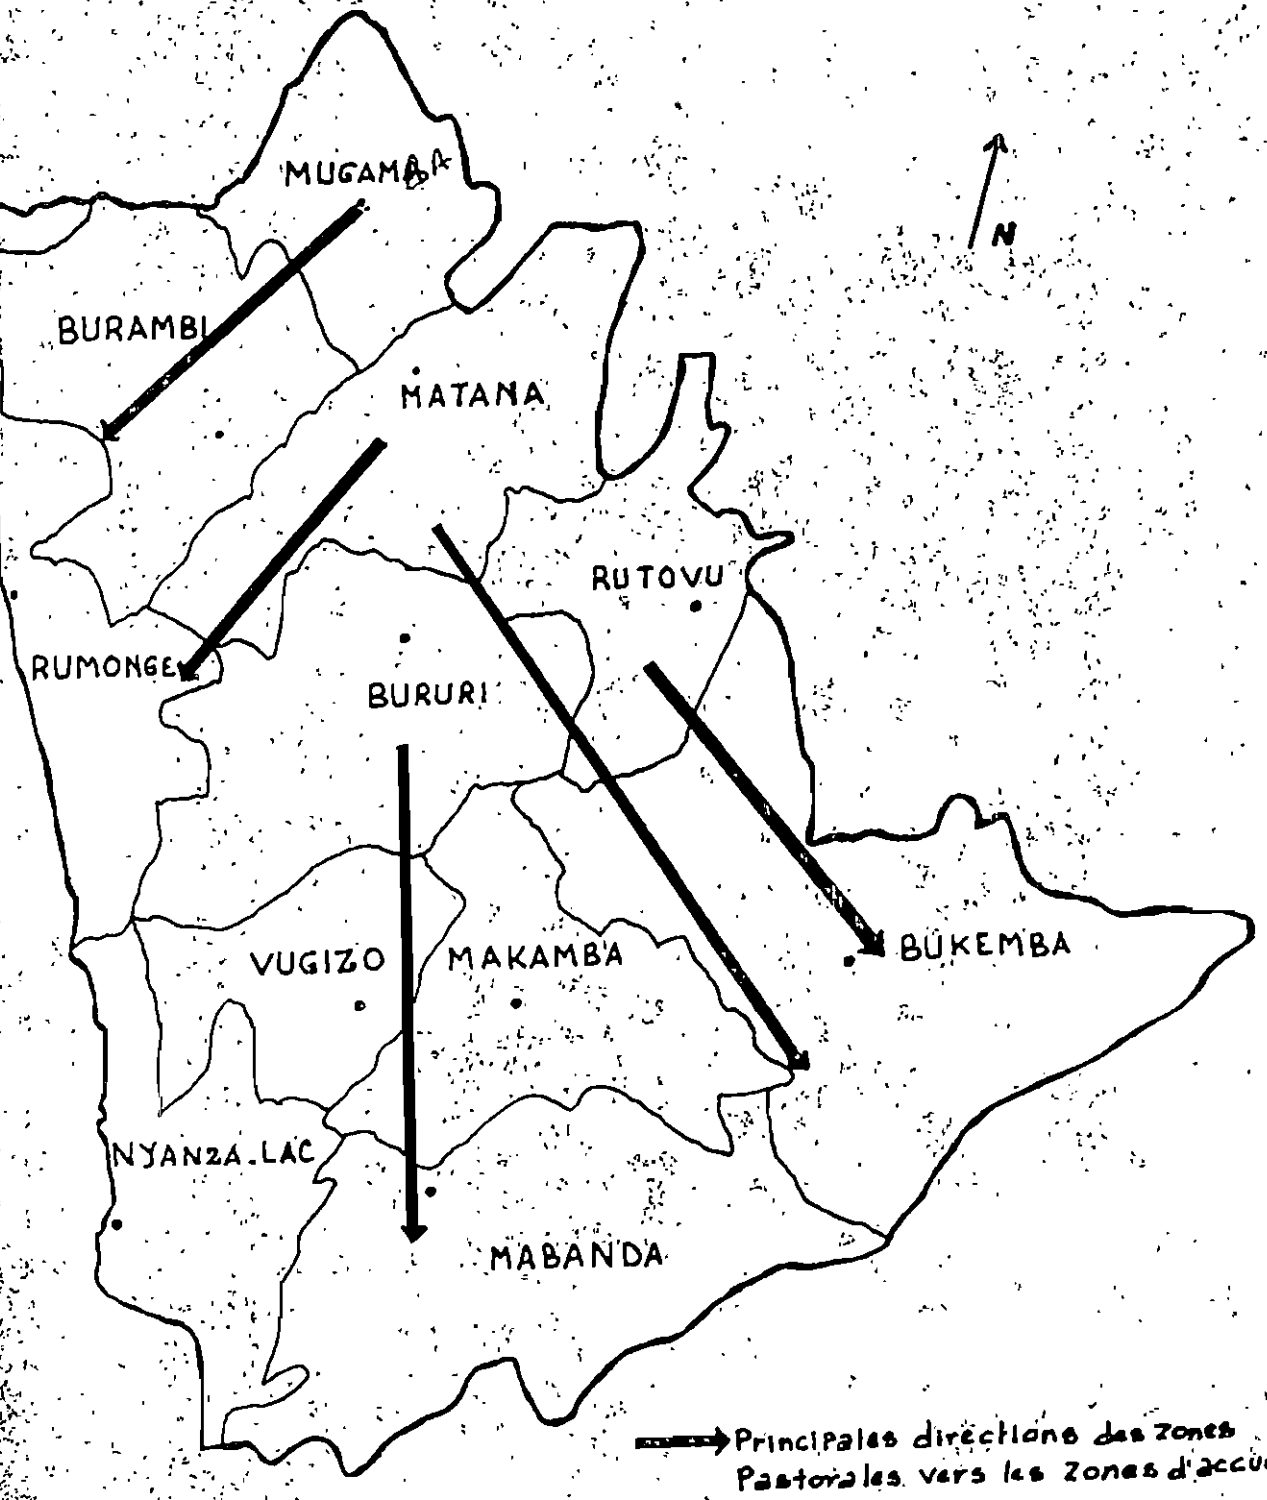 MUGAMBA
N
BURAMBI
MATANA
RUTOVU
RUMONGE
BURURI
VUGIZO
MAKAMBA
BUKEMBA
NYANZA.LAC
MABANDA
Principales directions des zones
Pastorales vers les zones